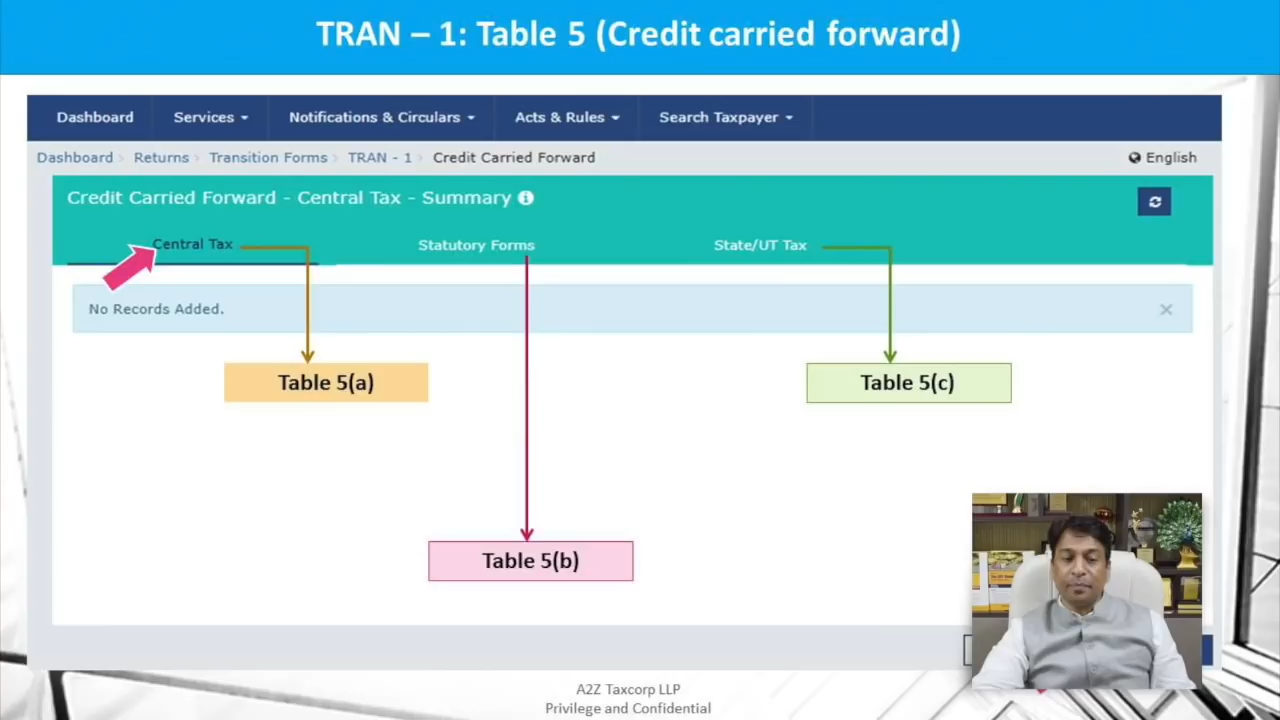 TRAN – 1: Table 5 (Credit carried forward)
Dashboard Services Notifications & Circulars Acts & Rules Search Taxpayer
Dashboard Returns Transition Forms TRAN - 1 Credit Carried Forward English
Credit Carried Forward - Central Tax - Summary
Central Tax Statutory Forms State/UT Tax
No Records Added.
Table 5(a) Table 5(c)
Table 5(b)
A2Z Taxcorp LLP
Privilege and Confidential